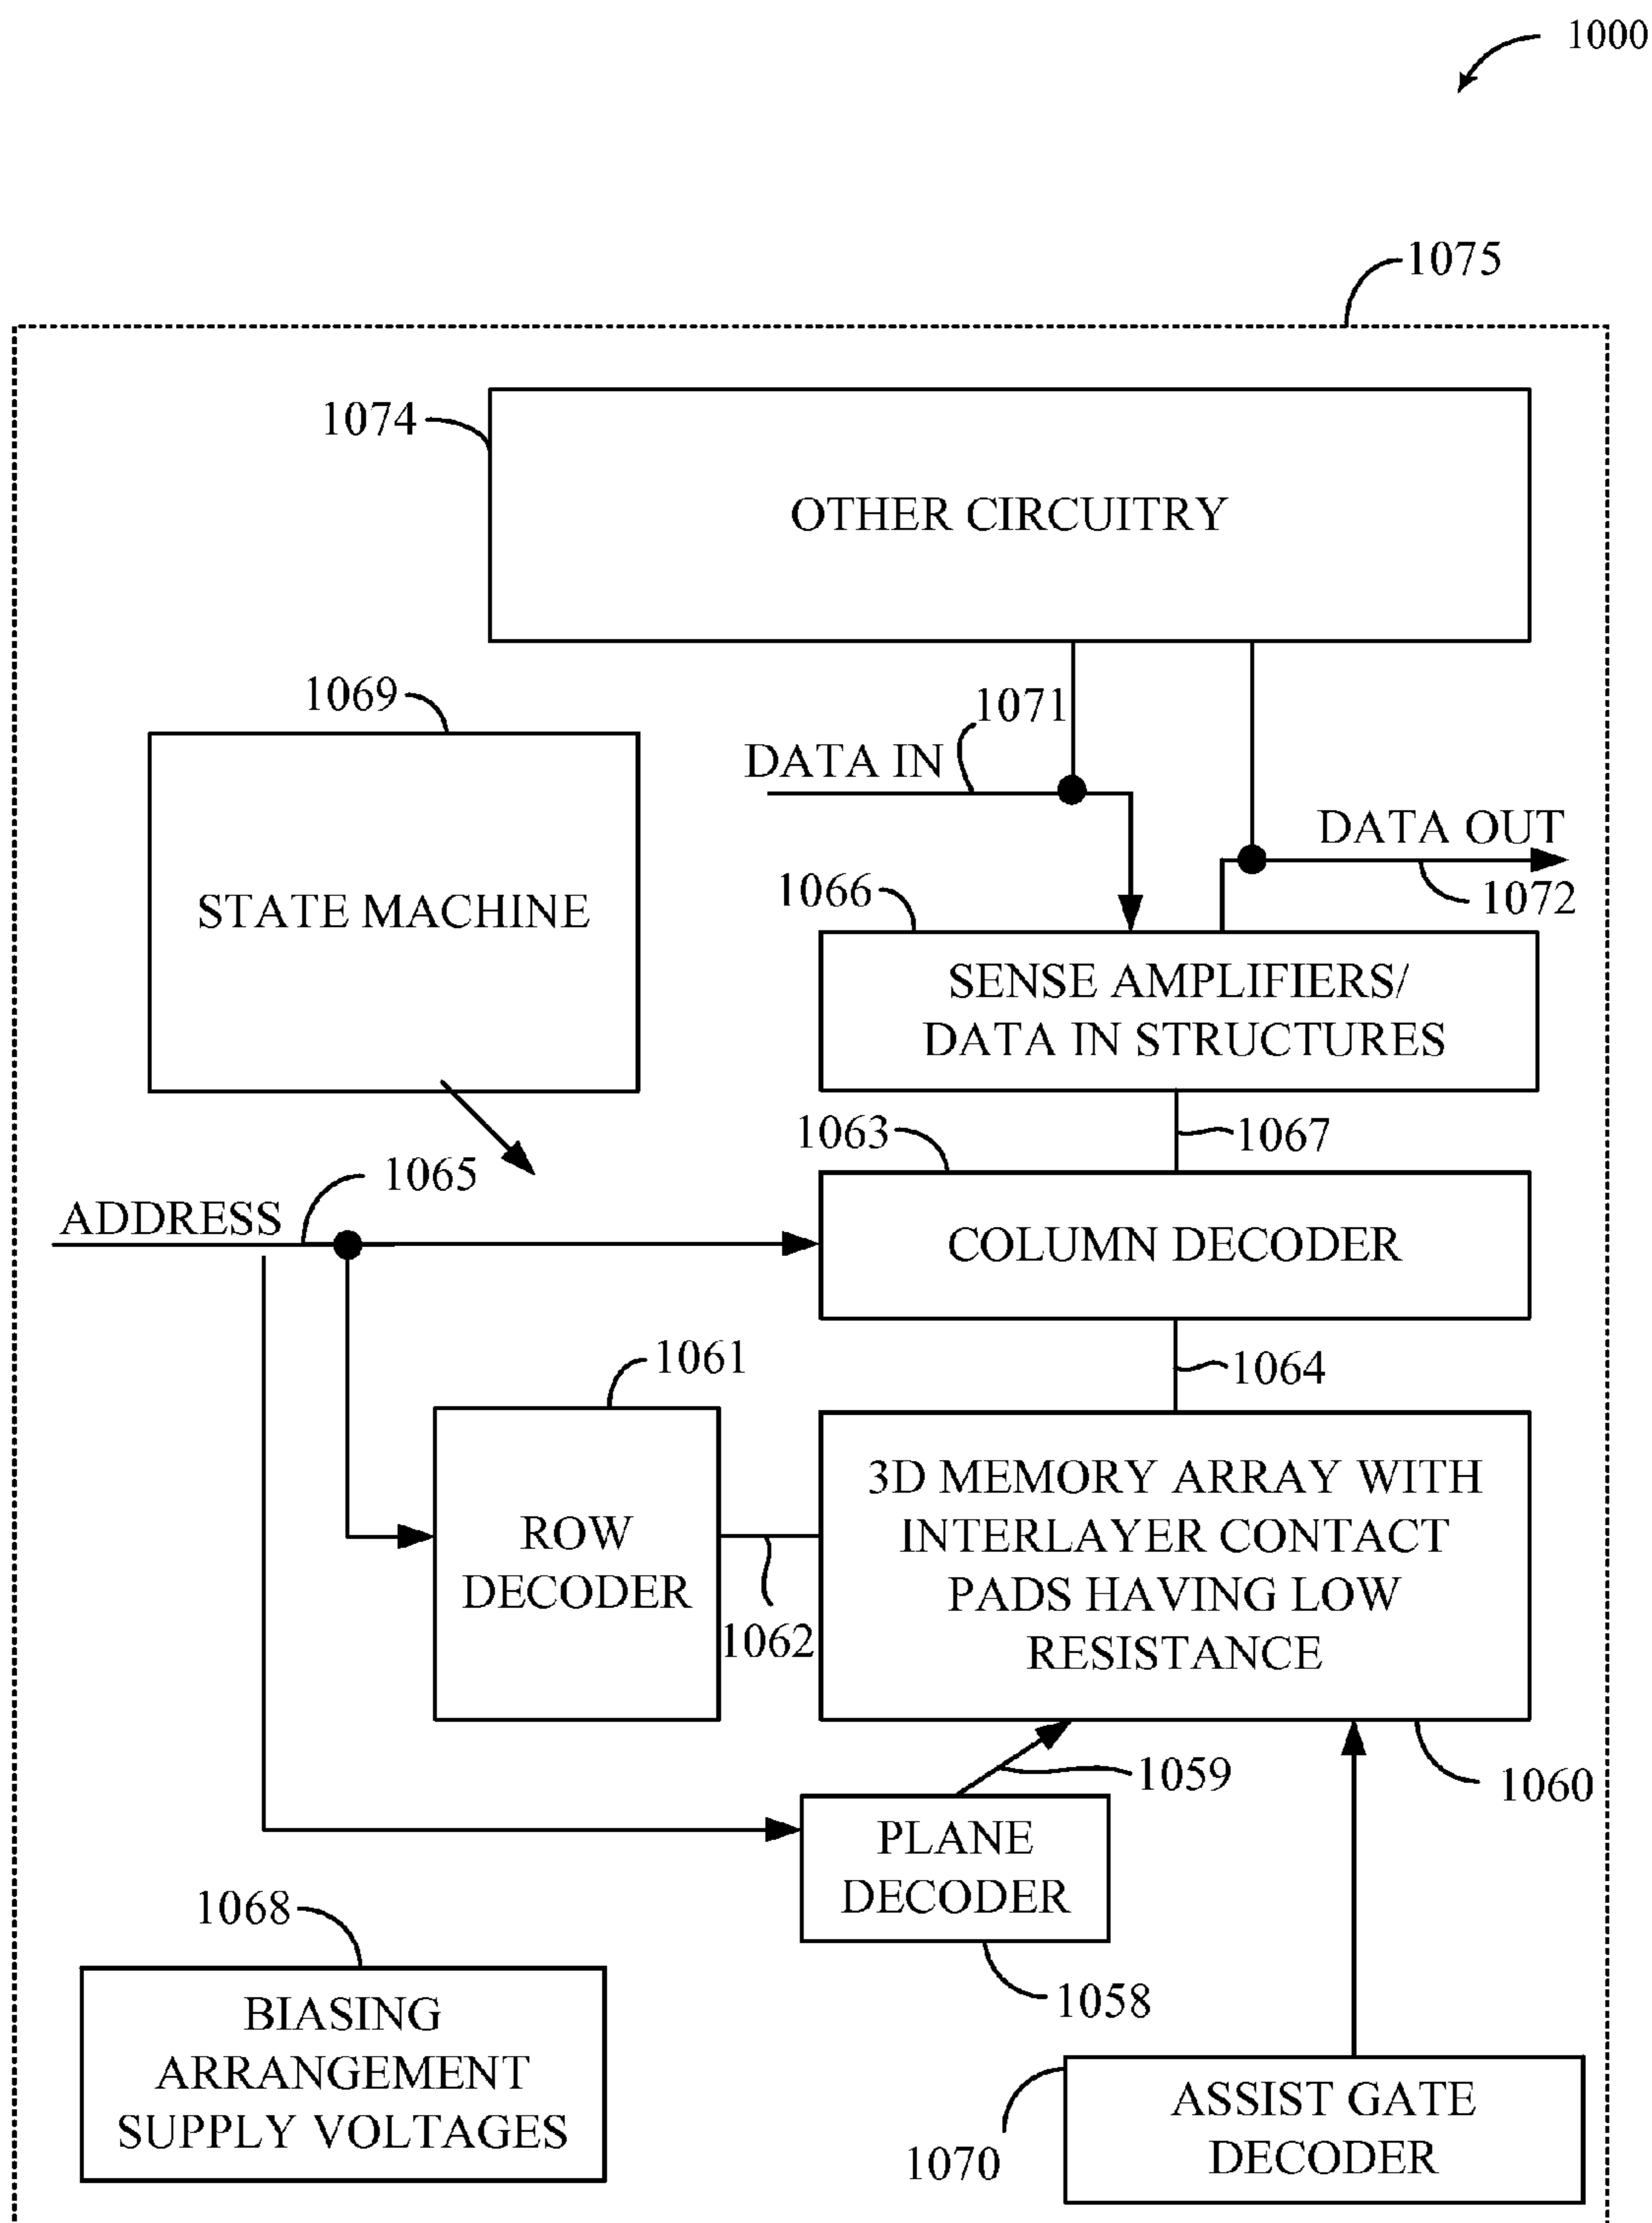 1000
1075
1074
OTHER CIRCUITRY
1069
1071
DATA IN
STATE MACHINE
DATA OUT
1066
1072
SENSE AMPLIFIERS/
DATA IN STRUCTURES
1063
1067
1065
ADDRESS
COLUMN DECODER
1061
1064
ROW
DECODER
1062
3D MEMORY ARRAY WITH
INTERLAYER CONTACT
PADS HAVING LOW
RESISTANCE
1059
1060
PLANE
DECODER
1068
1058
BIASING
ARRANGEMENT
SUPPLY VOLTAGES
1070
ASSIST GATE
DECODER